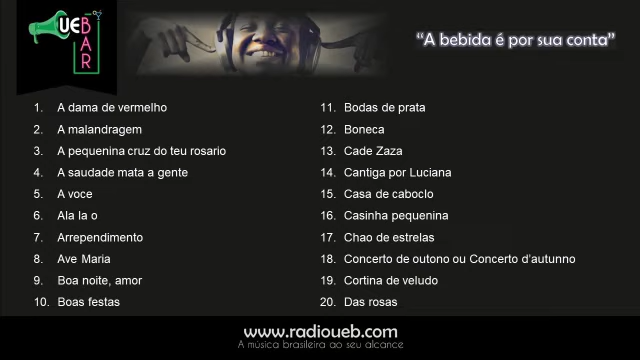 UEB
BAR
“A bebida é por sua conta”
1. A dama de vermelho
2. A malandragem
3. A pequenina cruz do teu rosario
4. A saudade mata a gente
5. A voce
6. Ala la o
7. Arrependimento
8. Ave Maria
9. Boa noite, amor
10. Boas festas
11. Bodas de prata
12. Boneca
13. Cade Zaza
14. Cantiga por Luciana
15. Casa de caboclo
16. Casinha pequenina
17. Chao de estrelas
18. Concerto de outono ou Concerto d’autunno
19. Cortina de veludo
20. Das rosas
www.radioueb.com
A música brasileira ao seu alcance